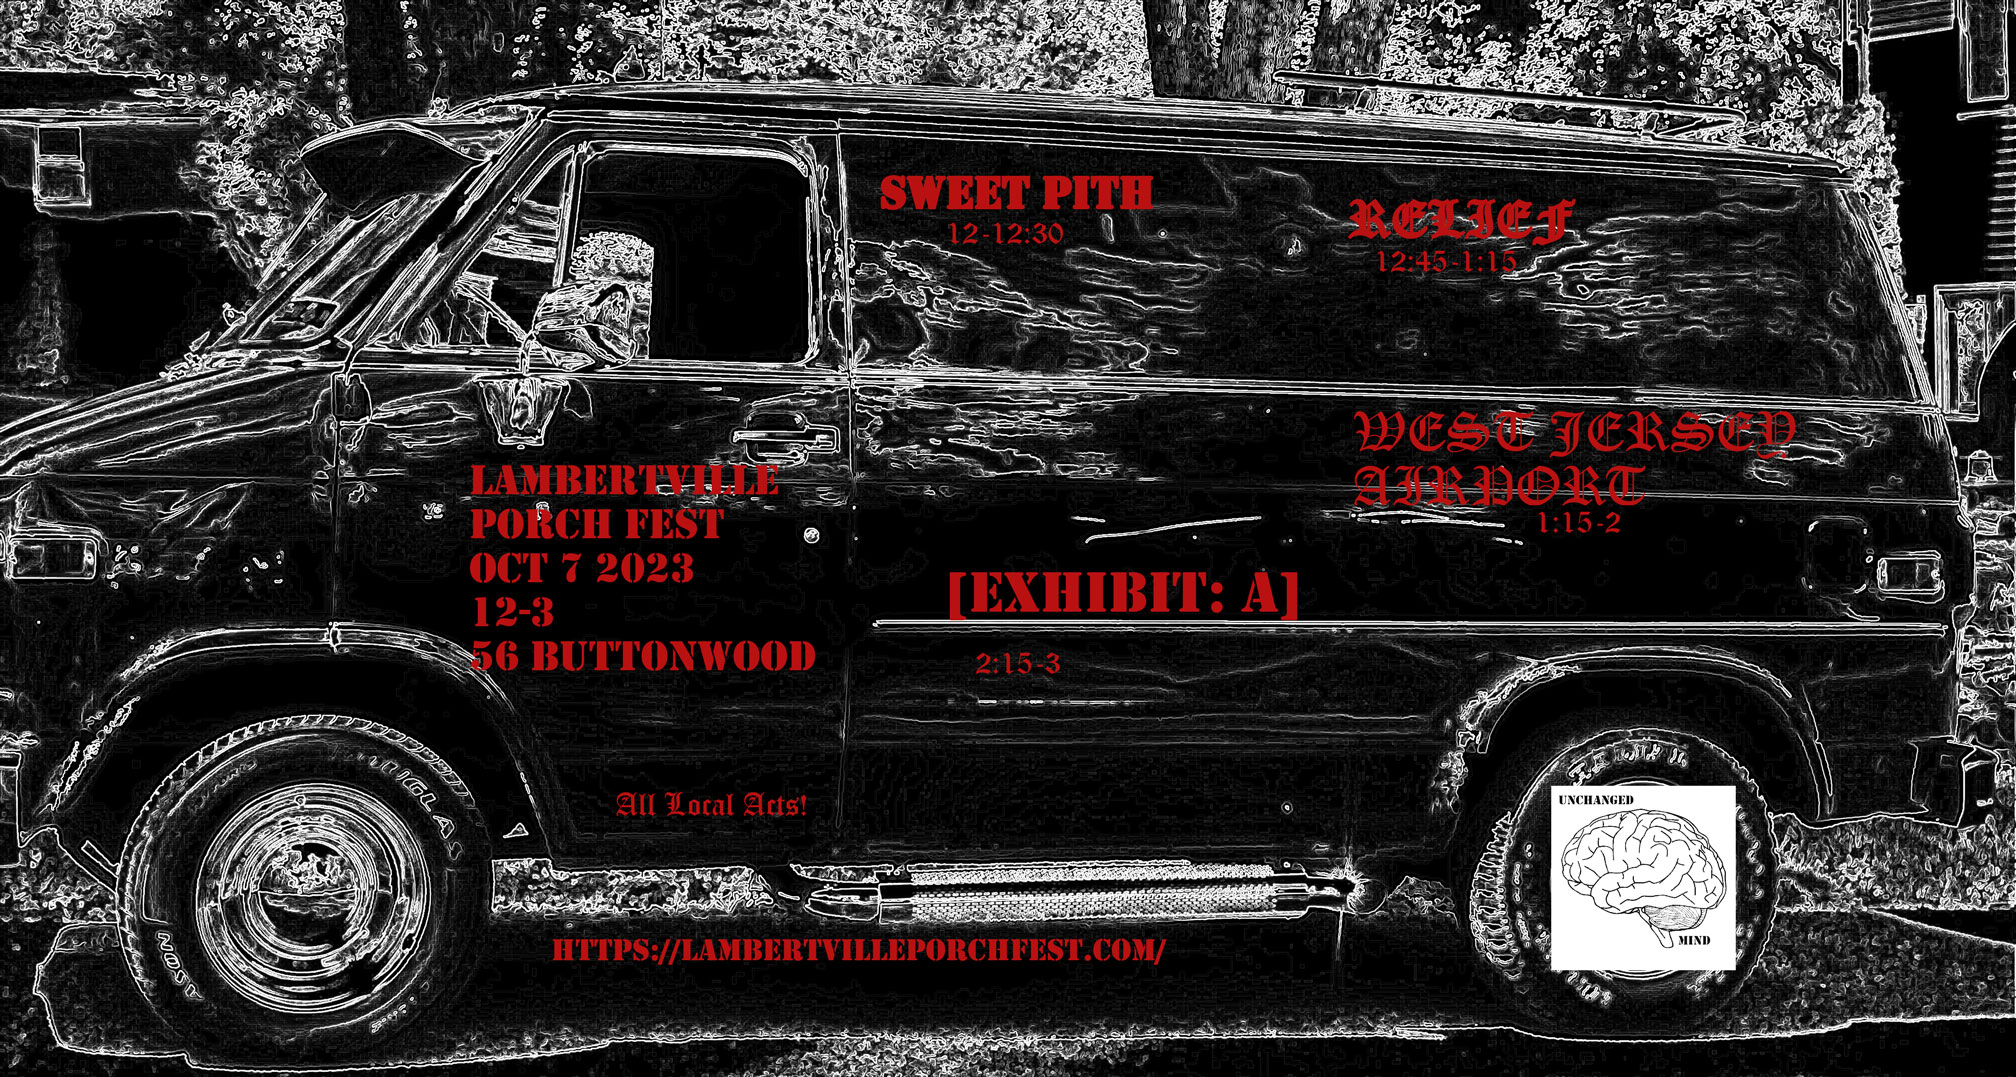 SWEET PITH
12-12:30
RELIEF
12:45-1:15
WEST JERSEY
AIRPORT
1:15-2
LAMBERTVILLE
PORCH FEST
OCT 7 2023
12-3
56 BUTTONWOOD
[EXHIBIT: A]
2:15-3
All Local Acts!
HTTPS://LAMBERTVILLEPORCHFEST.COM/
UNCHANGED
MIND